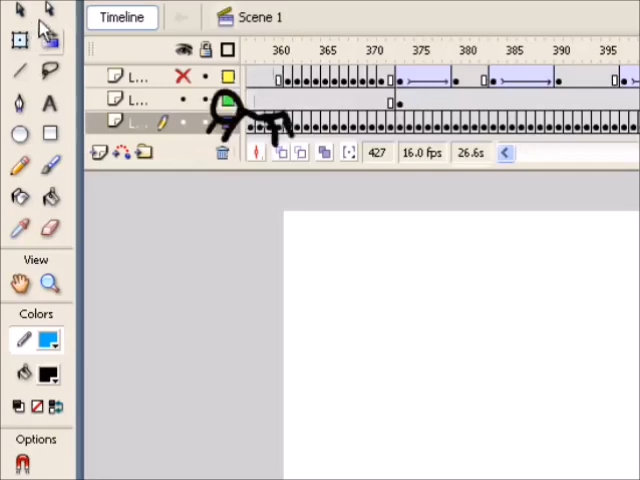 Timeline
Scene 1
360 365 370 375 380 385 390 395
L...
L...
L...
A
427 16.0 fps 26.6s
View
Colors
Options